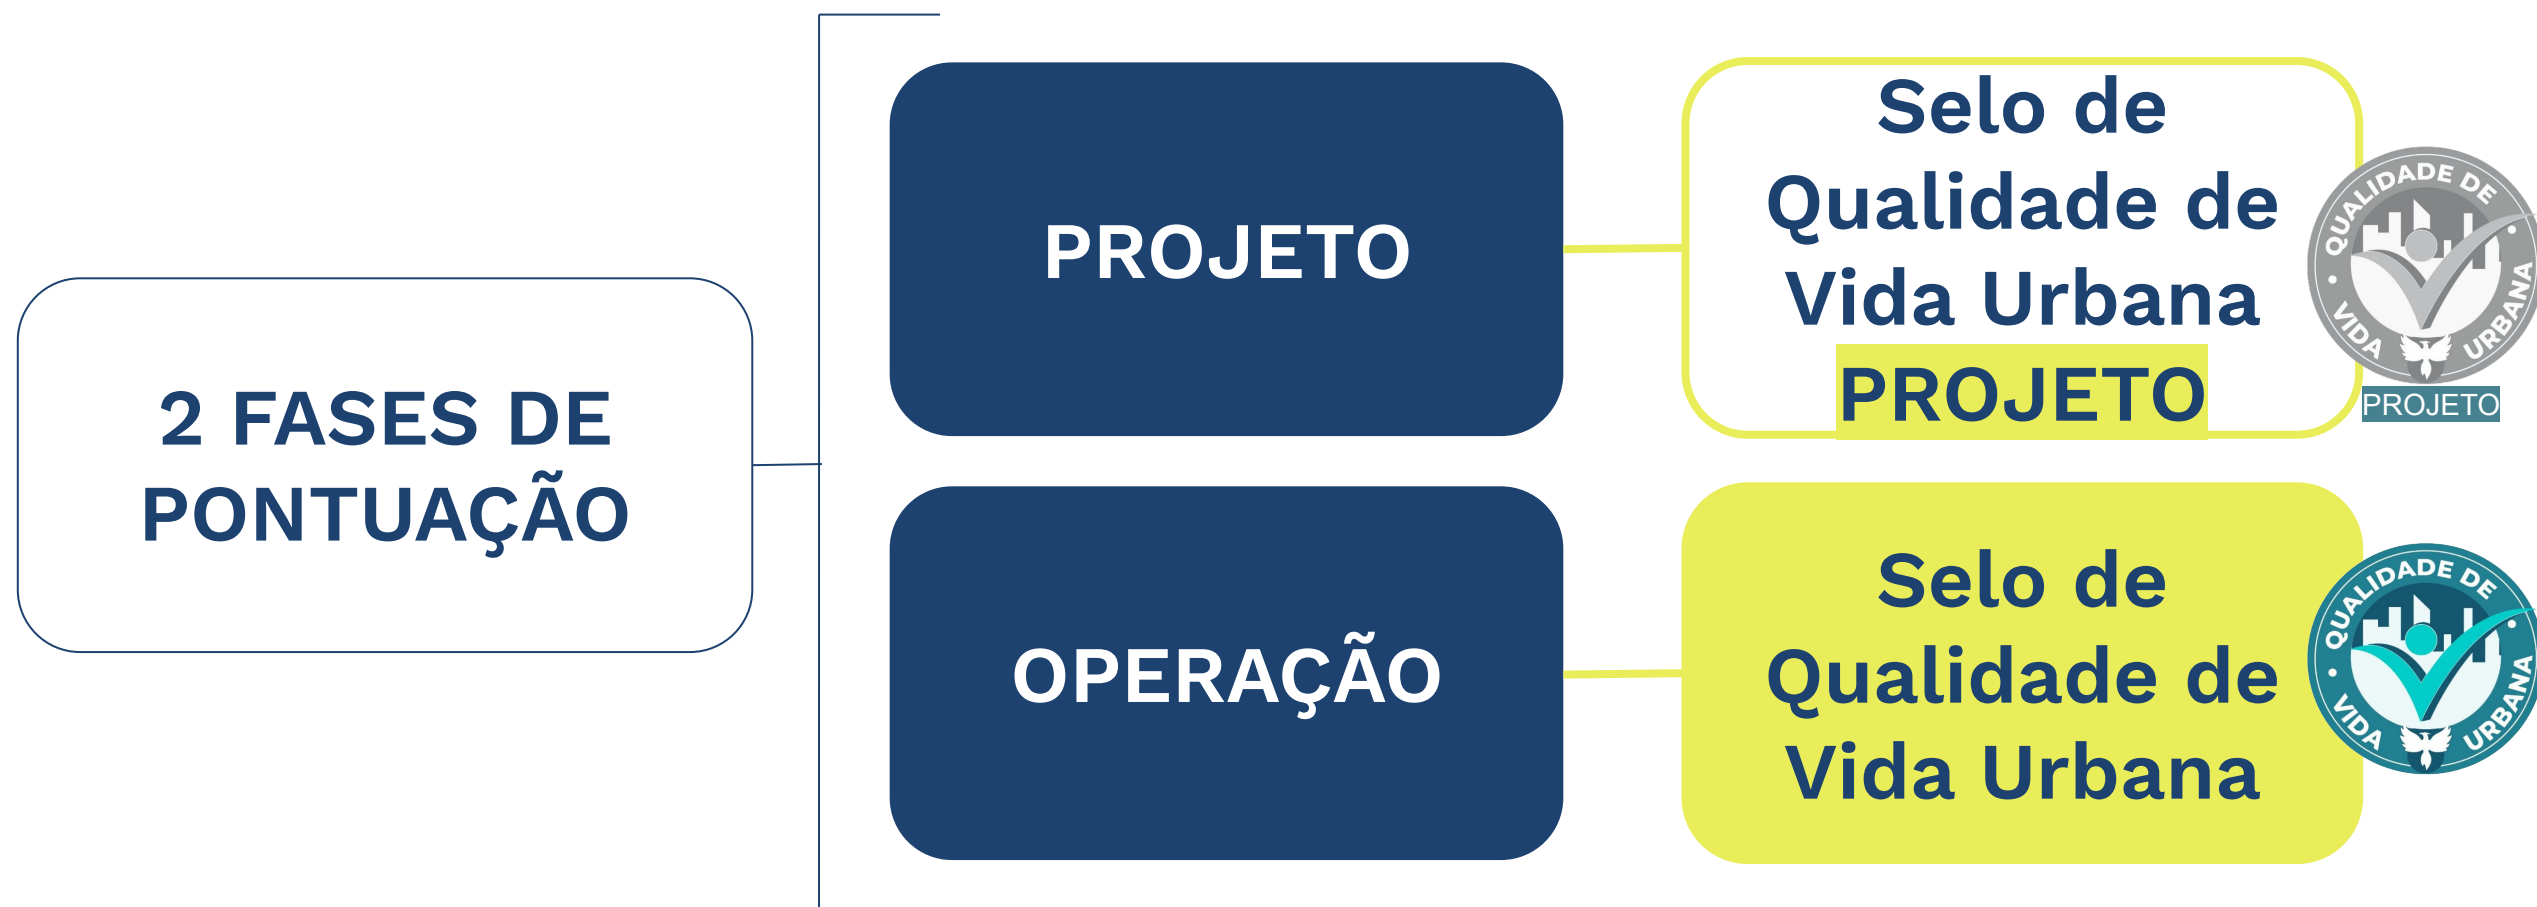 2 FASES DE
PONTUAÇÃO
PROJETO
Selo de
Qualidade de
Vida Urbana
PROJETO
QUALIDADE DE
VIDA URBANA
PROJETO
OPERAÇÃO
Selo de
Qualidade de
Vida Urbana
QUALIDADE DE
VIDA URBANA